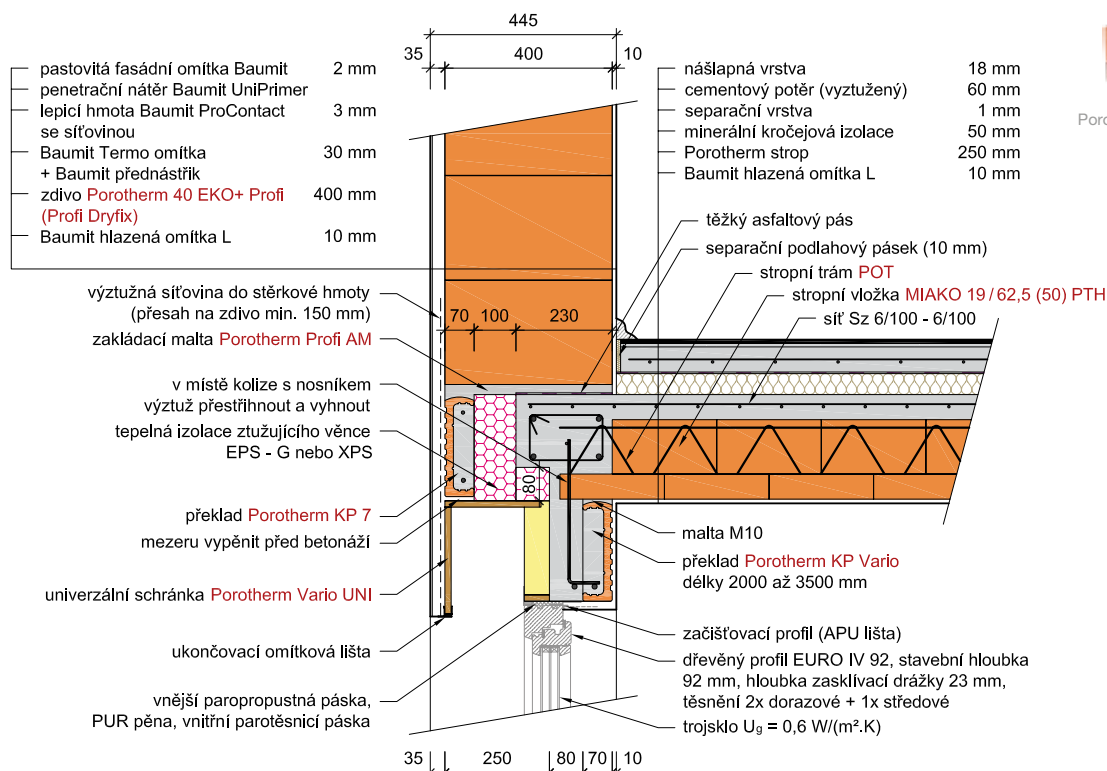 445
35 400 10
pastovitá fasádní omítka Baumit 2 mm
penetrační nátěr Baumit UniPrimer
lepicí hmota Baumit ProContact 3 mm
se síťovinou
Baumit Termo omítka 30 mm
+ Baumit přednástřik
zdivo Porotherm 40 EKO+ Profi 400 mm
(Profi Dryfix)
Baumit hlazená omítka L 10 mm
nášlapná vrstva 18 mm
cementový potěr (vyztužený) 60 mm
separační vrstva 1 mm
minerální kročejová izolace 50 mm
Porotherm strop 250 mm
Baumit hlazená omítka L 10 mm
Poro
těžký asfaltový pás
separační podlahový pásek (10 mm)
stropní trám POT
stropní vložka MIAKO 19/62,5 (50) PTH
síť Sz 6/100 - 6/100
výztužná síťovina do stěrkové hmoty
(přesah na zdivo min. 150 mm)
70 100 230
zakládací malta Porotherm Profi AM
v místě kolize s nosníkem
výztuž přestřihnout a vyhnout
tepelná izolace ztužujícího věnce
EPS - G nebo XPS
80
překlad Porotherm KP 7
mezeru vypěnit před betonáží
univerzální schránka Porotherm Vario UNI
ukončovací omítková lišta
vnější paropropustná páska,
PUR pěna, vnitřní parotěsnicí páska
malta M10
překlad Porotherm KP Vario
délky 2000 až 3500 mm
začišťovací profil (APU lišta)
dřevěný profil EURO IV 92, stavební hloubka
92 mm, hloubka zasklívací drážky 23 mm,
těsnění 2x dorazové + 1x středové
trojsklo Ug = 0,6 W/(m².K)
35 250 80 70 10